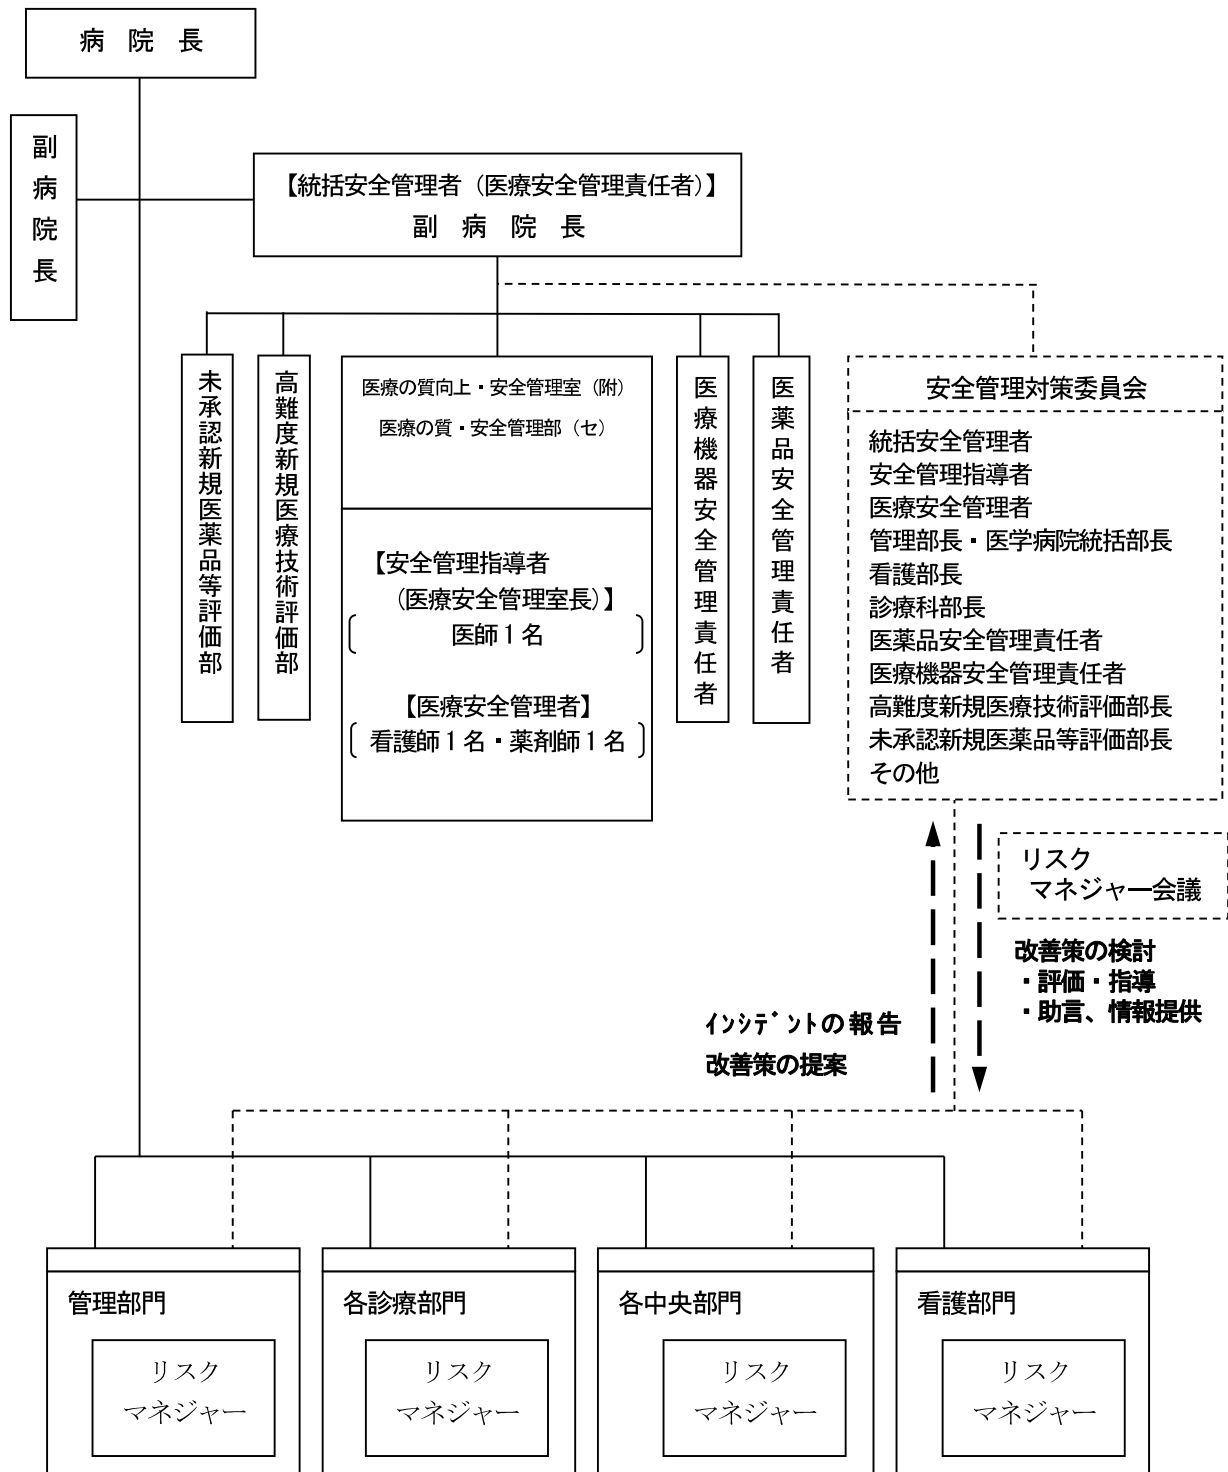 病 院 長
副病院長
【統括安全管理者（医療安全管理責任者）】
副 病 院 長
未承認新規医薬品等評価部
高難度新規医療技術評価部
医療の質向上・安全管理室（附）
医療の質・安全管理部（セ）
【安全管理指導者
（医療安全管理室長）】
医師１名
【医療安全管理者】
看護師１名・薬剤師１名
医療機器安全管理責任者
医薬品安全管理責任者
安全管理対策委員会
統括安全管理者
安全管理指導者
医療安全管理者
管理部長・医学病院統括部長
看護部長
診療科部長
医薬品安全管理責任者
医療機器安全管理責任者
高難度新規医療技術評価部長
未承認新規医薬品等評価部長
その他
リスク
マネジャー会議
改善策の検討
・評価・指導
・助言、情報提供
ｲﾝｼﾃﾞﾝﾄの報告
改善策の提案
管理部門
リスク
マネジャー
各診療部門
リスク
マネジャー
各中央部門
リスク
マネジャー
看護部門
リスク
マネジャー